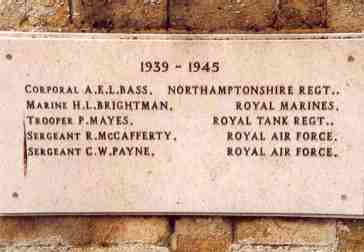 1939 - 1945
CORPORAL A.E.L.BASS, NORTHAMPTONSHIRE REGT..
MARINE H.L.BRIGHTMAN, ROYAL MARINES.
TROOPER P.MAYES, ROYAL TANK REGT..
SERGEANT R.MCCAFFERTY, ROYAL AIR FORCE.
SERGEANT C.W.PAYNE, ROYAL AIR FORCE.